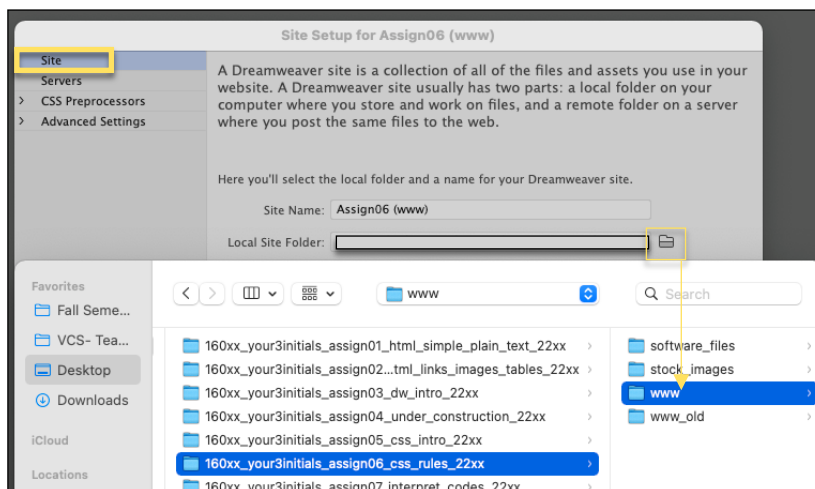 Site Setup for Assign06 (www)
Site
Servers
CSS Preprocessors
Advanced Settings
A Dreamweaver site is a collection of all of the files and assets you use in your
website. A Dreamweaver site usually has two parts: a local folder on your
computer where you store and work on files, and a remote folder on a server
where you post the same files to the web.
Here you'll select the local folder and a name for your Dreamweaver site.
Site Name: Assign06 (www)
Local Site Folder:
Favorites
Fall Seme...
VCS- Tea...
Desktop
Downloads
iCloud
Locations
www
Search
160xx_your3initials_assign01_html_simple_plain_text_22xx
160xx_your3initials_assign02...tml_links_images_tables_22xx
160xx_your3initials_assign03_dw_intro_22xx
160xx_your3initials_assign04_under_construction_22xx
160xx_your3initials_assign05_css_intro_22xx
160xx_your3initials_assign06_css_rules_22xx
160xx_your3initials_assign07_interpret_codes_22xx
software_files
stock_images
www
www_old